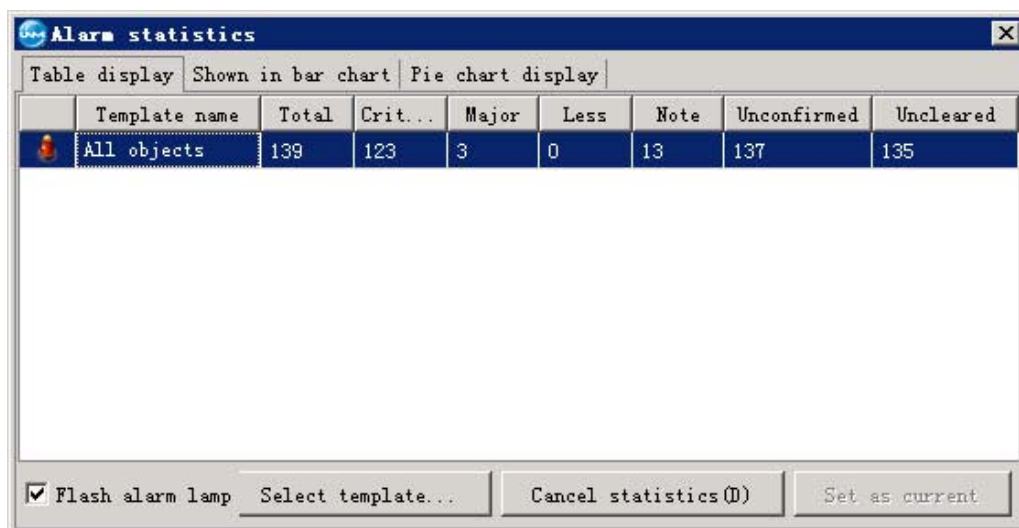 Alarm statistics
Table display Shown in bar chart Pie chart display
Template name Total Crit... Major Less Note Unconfirmed Uncleared
All objects 139 123 3 0 13 137 135
Flash alarm lamp Select template... Cancel statistics(D) Set as current